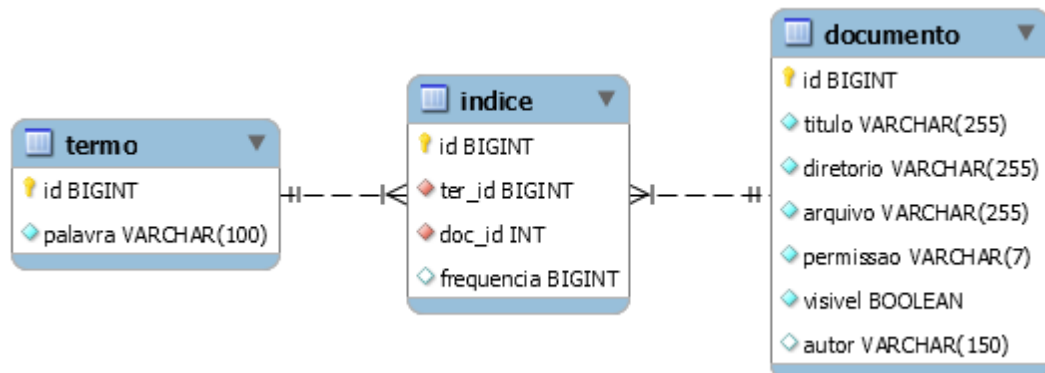 termo
id BIGINT
palavra VARCHAR(100)
indice
id BIGINT
ter_id BIGINT
doc_id INT
frequencia BIGINT
documento
id BIGINT
titulo VARCHAR(255)
diretorio VARCHAR(255)
arquivo VARCHAR(255)
permissao VARCHAR(7)
visivel BOOLEAN
autor VARCHAR(150)